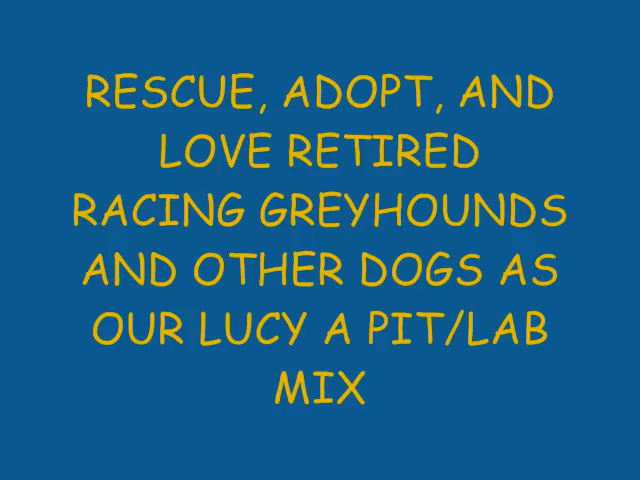 RESCUE, ADOPT, AND
LOVE RETIRED
RACING GREYHOUNDS
AND OTHER DOGS AS
OUR LUCY A PIT/LAB
MIX